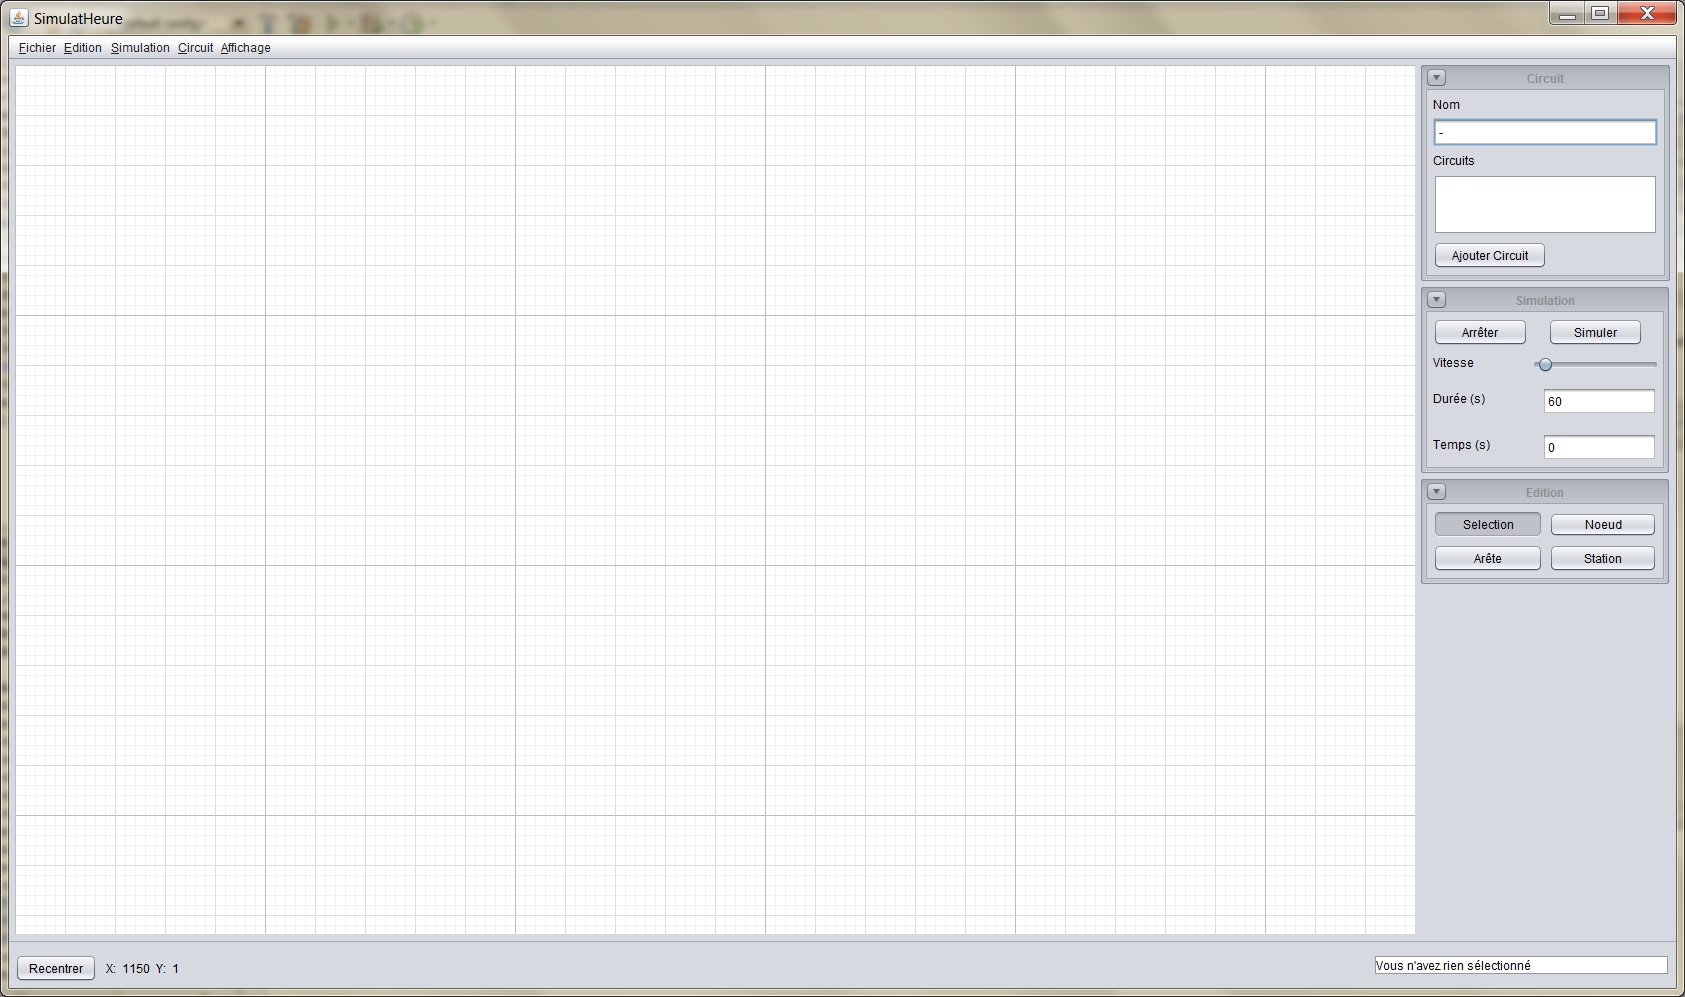 SimulatHeure
Fichier Edition Simulation Circuit Affichage
Circuit
Nom
-
Circuits
Ajouter Circuit
Simulation
Arrêter Simuler
Vitesse
Durée (s) 60
Temps (s) 0
Edition
Selection Noeud
Arête Station
Recentrer X: 1150 Y: 1
Vous n'avez rien sélectionné